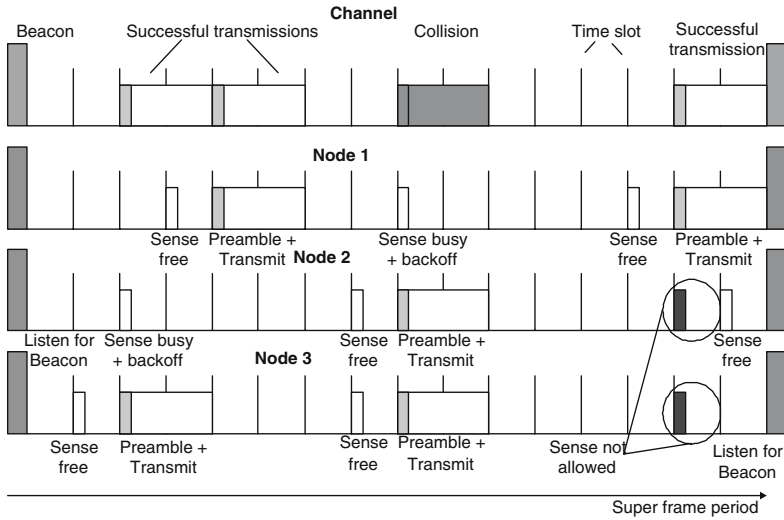 Channel
Beacon
Successful transmissions
Collision
Time slot
Successful
transmission
Node 1
Sense
free
Preamble +
Transmit
Sense busy
+ backoff
Sense
free
Preamble +
Transmit
Node 2
Listen for
Beacon
Sense busy
+ backoff
Sense
free
Preamble +
Transmit
Sense
free
Node 3
Sense
free
Preamble +
Transmit
Sense
free
Preamble +
Transmit
Sense not
allowed
Listen for
Beacon
Super frame period